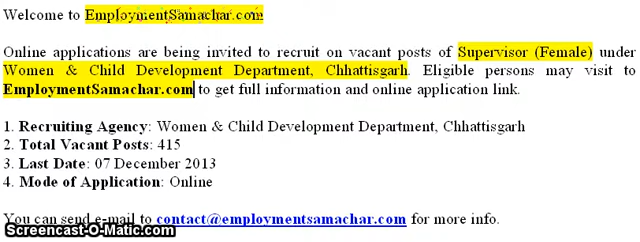 Welcome to EmploymentSamachar.com
Online applications are being invited to recruit on vacant posts of Supervisor (Female) under
Women & Child Development Department, Chhattisgarh. Eligible persons may visit to
EmploymentSamachar.com to get full information and online application link.
1. Recruiting Agency: Women & Child Development Department, Chhattisgarh
2. Total Vacant Posts: 415
3. Last Date: 07 December 2013
4. Mode of Application: Online
You can send e-mail to contact@employmentsamachar.com for more info.
Screencast-O-Matic.com